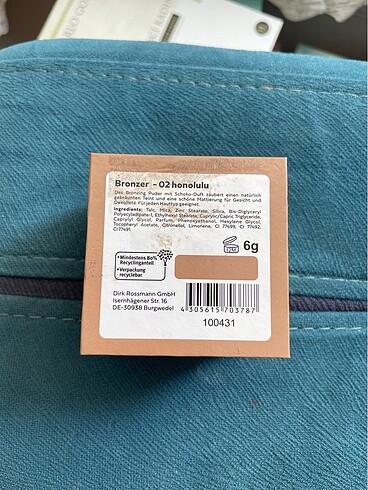 Bronzer - 02 honolulu
Das Bronzing Puder mit Schoko-Duft zaubert einen natürlich
gebräunten Teint und eine schöne Mattierung für Gesicht und
Dekolleté. Für jeden Hauttyp geeignet.
Ingredients: Talc, Mica, Zinc Stearate, Silica, Bis-Diglyceryl
Polyacyladipate-1, Ethylhexyl Stearate, Caprylic/Capric Triglyceride,
Caprylyl Glycol, Parfum, Phenoxyethanol, Hexylene Glycol,
Tocopheryl Acetate, Citronellol, Limonene, CI 77499, CI 77492,
CI 77491.
6g
• Mindestens 80%
Recyclinganteil
• Verpackung
recyclebar
Dirk Rossmann GmbH
Isernhägener Str. 16
DE-30938 Burgwedel
4 305615 703787
100431